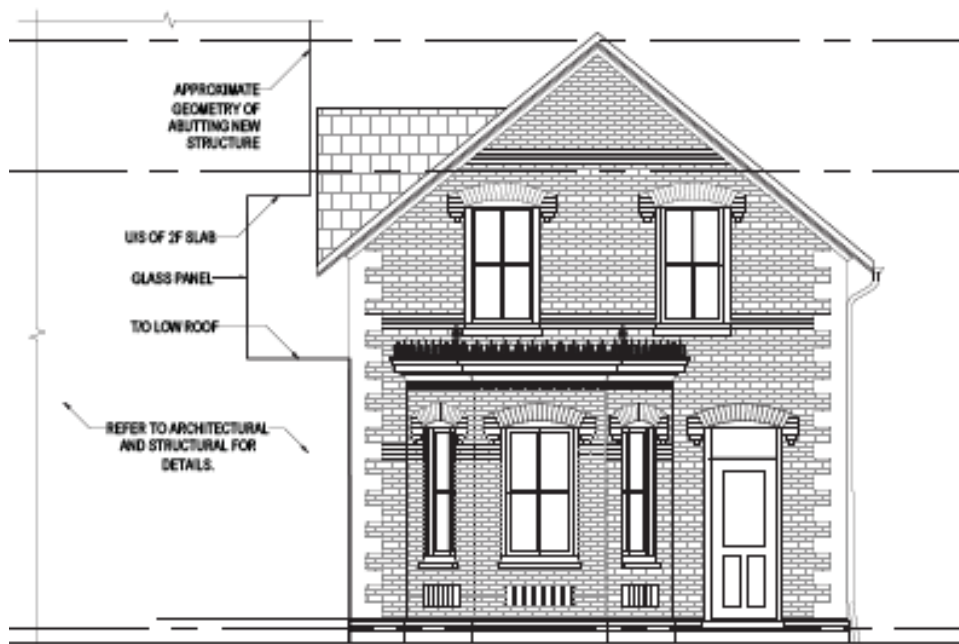 APPROXIMATE
GEOMETRY OF
ABUTTING NEW
STRUCTURE
U/S OF 2F SLAB
GLASS PANEL
T/O LOW ROOF
REFER TO ARCHITECTURAL
AND STRUCTURAL FOR
DETAILS.